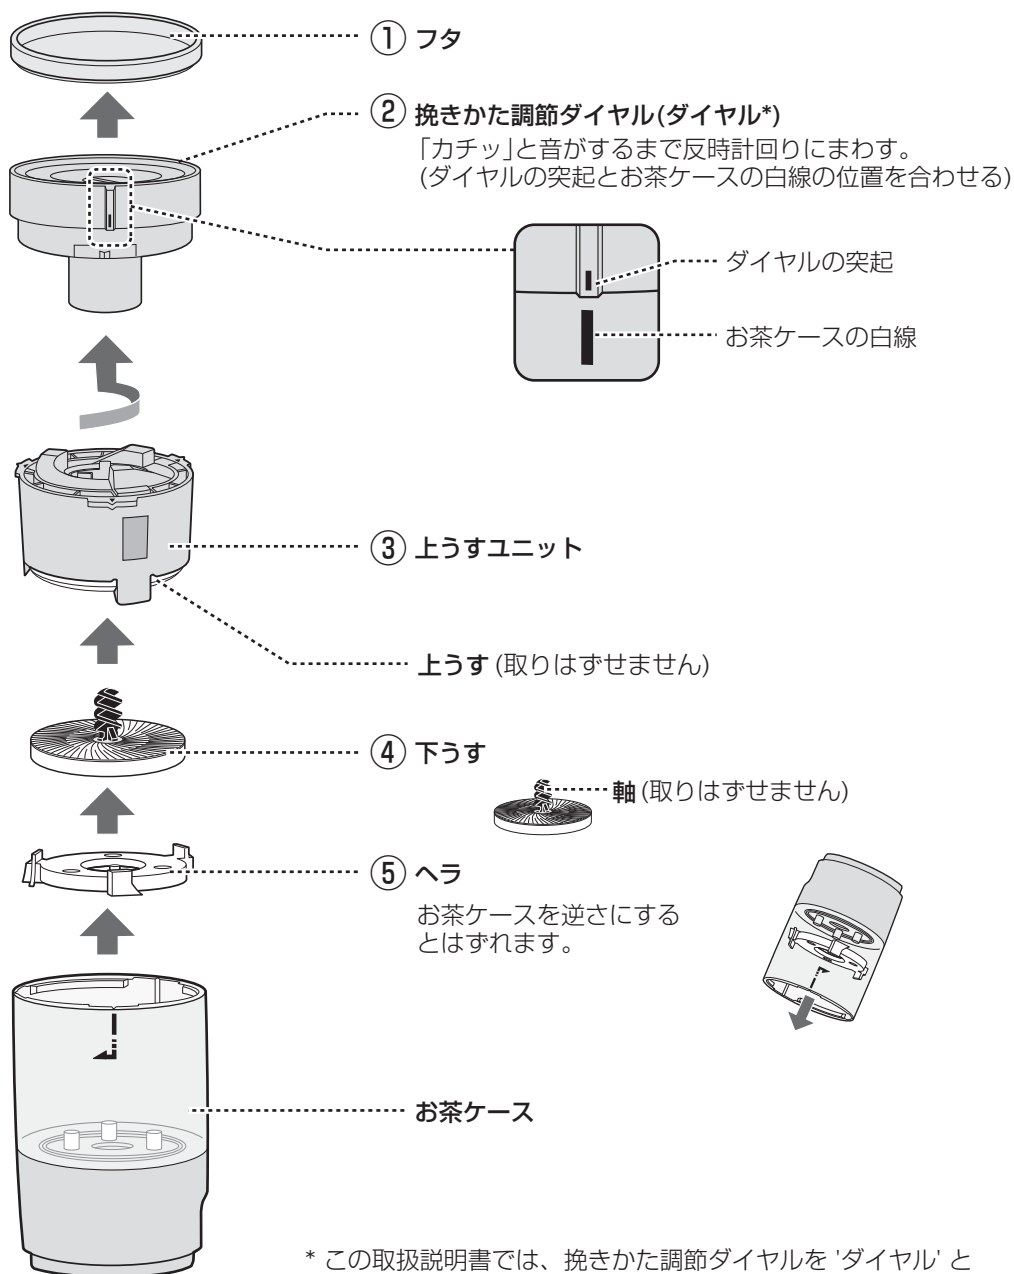 ① フタ
② 挽きかた調節ダイヤル(ダイヤル*)
「カチッ」と音がするまで反時計回りにまわす。
(ダイヤルの突起とお茶ケースの白線の位置を合わせる)
ダイヤルの突起
お茶ケースの白線
③ 上うすユニット
上うす (取りはずせません)
④ 下うす
軸 (取りはずせません)
⑤ ヘラ
お茶ケースを逆さにする
とはずれます。
お茶ケース
* この取扱説明書では、挽きかた調節ダイヤルを 'ダイヤル' と